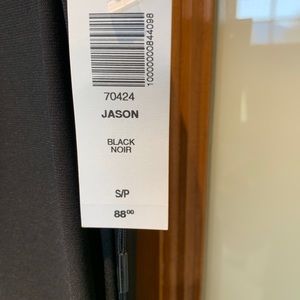 10000000844098
70424
JASON
BLACK
NOIR
S/P
88⁰⁰